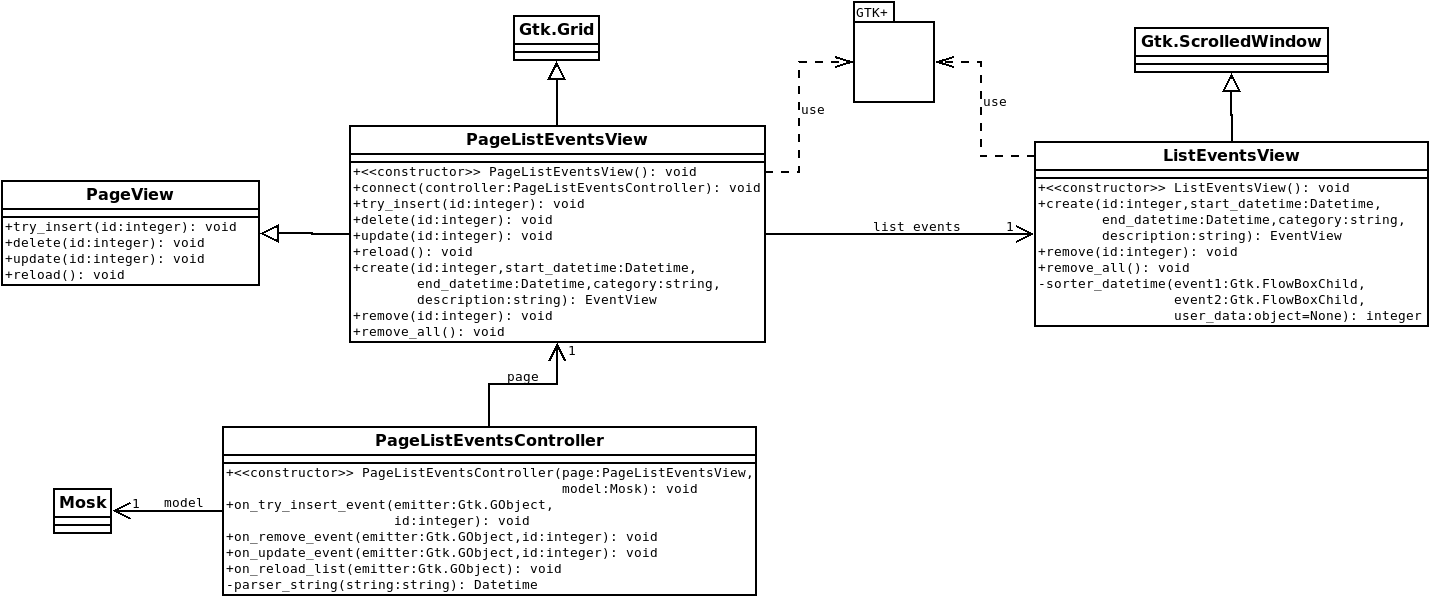 Gtk.Grid
GTK+
Gtk.ScrolledWindow
use
use
PageListEventsView
+<<constructor>> PageListEventsView(): void
+connect(controller:PageListEventsController): void
+try_insert(id:integer): void
+delete(id:integer): void
+update(id:integer): void
+reload(): void
+create(id:integer,start_datetime:Datetime,
end_datetime:Datetime,category:string,
description:string): EventView
+remove(id:integer): void
+remove_all(): void
ListEventsView
+<<constructor>> ListEventsView(): void
+create(id:integer,start_datetime:Datetime,
end_datetime:Datetime,category:string,
description:string): EventView
+remove(id:integer): void
+remove_all(): void
-sorter_datetime(event1:Gtk.FlowBoxChild,
event2:Gtk.FlowBoxChild,
user_data:object=None): integer
PageView
+try_insert(id:integer): void
+delete(id:integer): void
+update(id:integer): void
+reload(): void
list events 1
1
page
PageListEventsController
+<<constructor>> PageListEventsController(page:PageListEventsView,
model:Mosk): void
+on_try_insert_event(emitter:Gtk.GObject,
id:integer): void
+on_remove_event(emitter:Gtk.GObject,id:integer): void
+on_update_event(emitter:Gtk.GObject,id:integer): void
+on_reload_list(emitter:Gtk.GObject): void
-parser_string(string:string): Datetime
Mosk
1 model